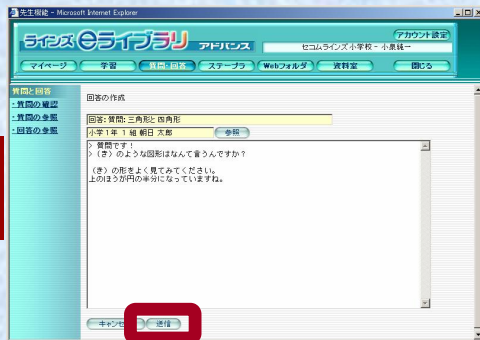 先生機能 - Microsoft Internet Explorer
ラインズ eライブラリ アドバンス
アカウント設定
セコムラインズ小学校 - 小泉純一
マイページ 学習 質問・回答 ステープラ Webフォルダ 資料室 閉じる
質問と回答
・質問の確認
・質問の参照
・回答の参照
回答の作成
回答: 質問: 三角形と四角形
小学1年 1 組 朝日 太郎 参照
> 質問です！
> (き) のような図形はなんて言うんですか？
(き) の形をよく見てみてください。
上のほうが円の半分になっていますね。
キャンセ 送信